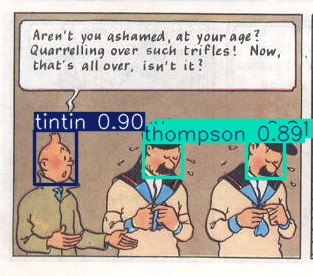 Aren't you ashamed, at your age?
Quarrelling over such trifles! Now,
that's all over, isn't it?
tintin 0.90
thompson 0.89